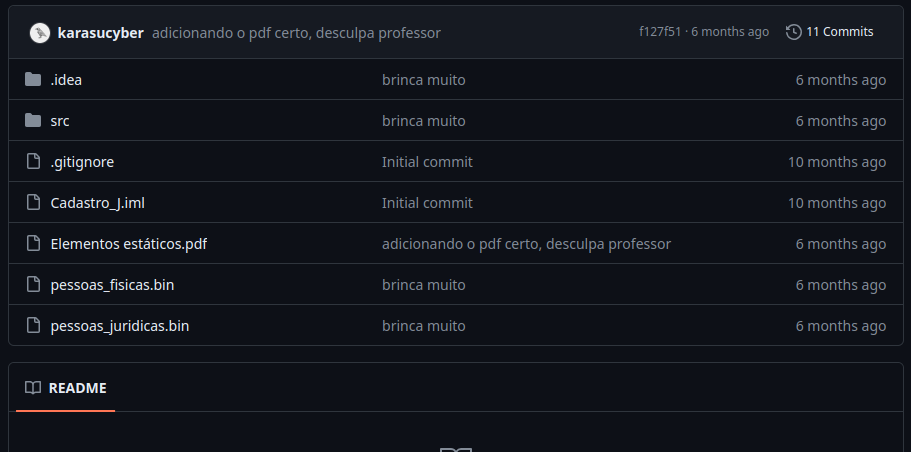 karasucyber adicionando o pdf certo, desculpa professor f127f51 · 6 months ago 11 Commits
.idea brinca muito 6 months ago
src brinca muito 6 months ago
.gitignore Initial commit 10 months ago
Cadastro_J.iml Initial commit 10 months ago
Elementos estáticos.pdf adicionando o pdf certo, desculpa professor 6 months ago
pessoas_fisicas.bin brinca muito 6 months ago
pessoas_juridicas.bin brinca muito 6 months ago
README